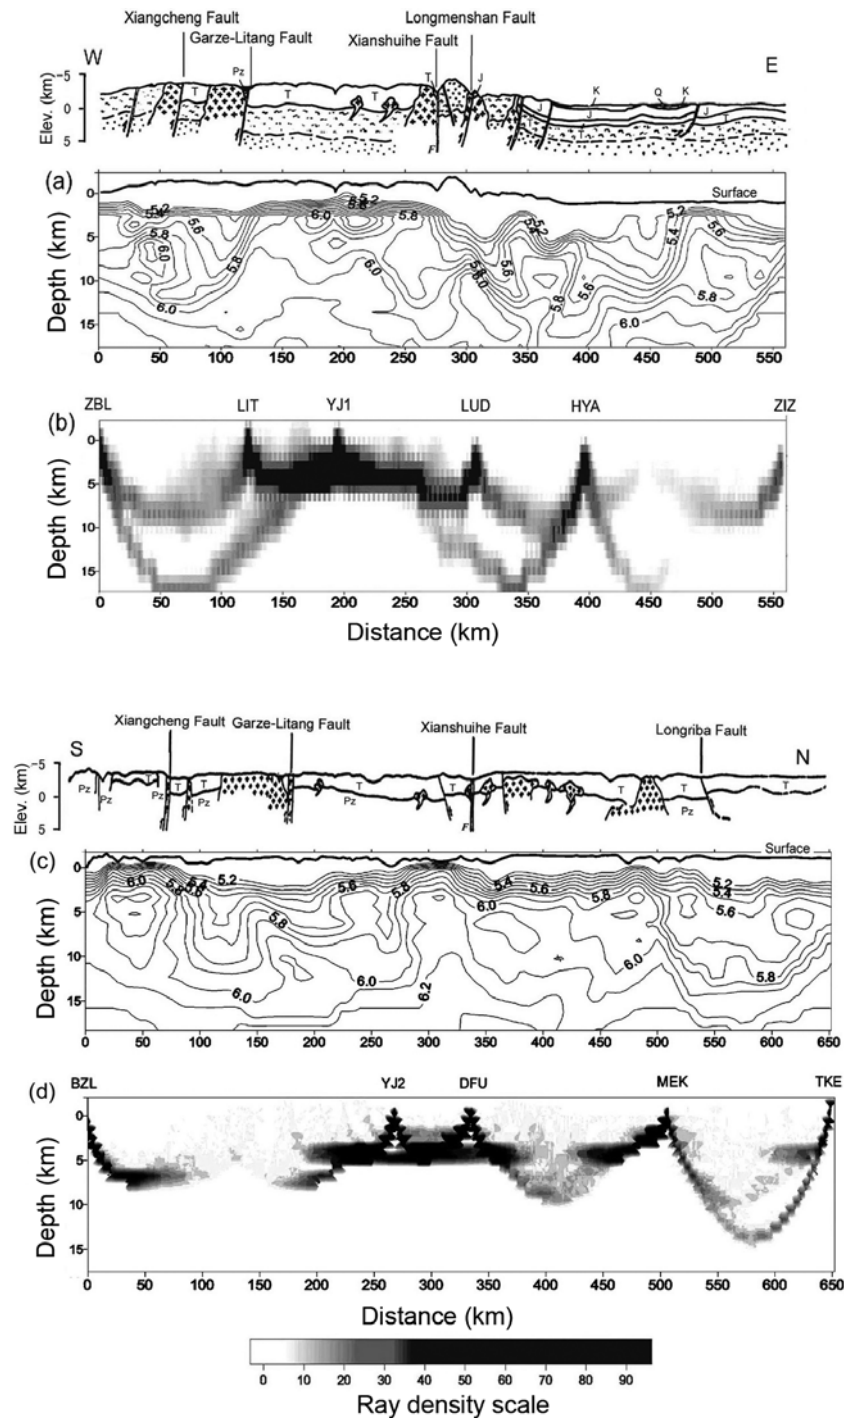 Xiangcheng Fault
Longmenshan Fault
Garze-Litang Fault
Xianshuihe Fault
W
E
Elev. (km)
-5
0
5
Pz
T
T
T
T
J
F
J
K
Q
K
J
J
T
T
(a)
Surface
Depth (km)
0
5
10
15
5.2
5.4
5.6
5.8
6.0
5.8
6.0
5.2
5.6
5.8
6.0
5.8
6.0
5.6
5.2
5.4
5.8
5.6
6.0
5.2
5.4
5.6
5.8
0 50 100 150 200 250 300 350 400 450 500 550
ZBL LIT YJ1 LUD HYA ZIZ
(b)
Depth (km)
0
5
10
15
0 50 100 150 200 250 300 350 400 450 500 550
Distance (km)
Xiangcheng Fault
Garze-Litang Fault
Xianshuihe Fault
Longriba Fault
S
N
Elev. (km)
-5
0
5
Pz
Pz
T
Pz
T
T
Pz
T
Pz
T
F
T
T
Pz
T
(c)
Surface
Depth (km)
0
5
10
15
6.0
5.8
5.6
5.4
5.2
5.8
6.0
6.0
5.6
5.8
6.2
5.4
5.6
6.0
5.8
6.0
5.2
5.4
5.6
5.8
0 50 100 150 200 250 300 350 400 450 500 550 600 650
BZL YJ2 DFU MEK TKE
(d)
Depth (km)
0
5
10
15
0 50 100 150 200 250 300 350 400 450 500 550 600 650
Distance (km)
0 10 20 30 40 50 60 70 80 90
Ray density scale